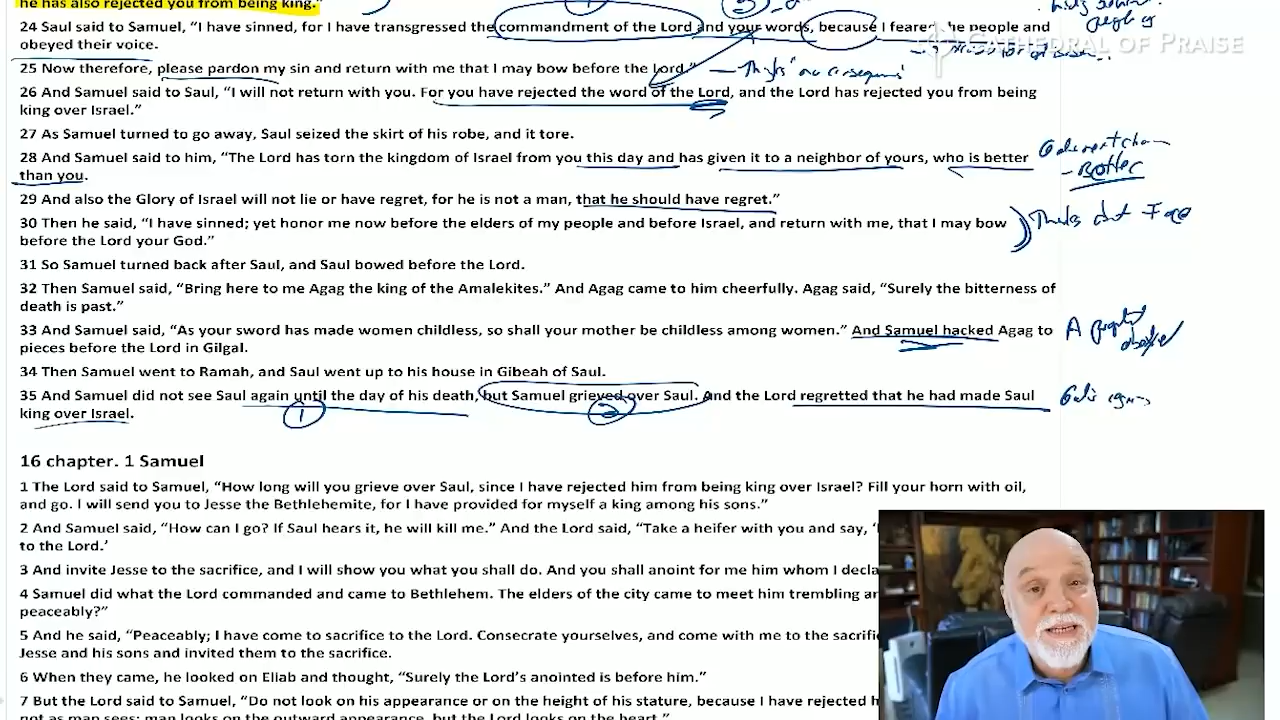 he has also rejected you from being king.”
24 Saul said to Samuel, “I have sinned, for I have transgressed the commandment of the Lord and your words, because I feared the people and
obeyed their voice.
CATHEDRAL OF PRAISE
25 Now therefore, please pardon my sin and return with me that I may bow before the Lord.”
26 And Samuel said to Saul, “I will not return with you. For you have rejected the word of the Lord, and the Lord has rejected you from being
king over Israel.”
27 As Samuel turned to go away, Saul seized the skirt of his robe, and it tore.
28 And Samuel said to him, “The Lord has torn the kingdom of Israel from you this day and has given it to a neighbor of yours, who is better
than you.
Better
29 And also the Glory of Israel will not lie or have regret, for he is not a man, that he should have regret.”
30 Then he said, “I have sinned; yet honor me now before the elders of my people and before Israel, and return with me, that I may bow
before the Lord your God.”
31 So Samuel turned back after Saul, and Saul bowed before the Lord.
32 Then Samuel said, “Bring here to me Agag the king of the Amalekites.” And Agag came to him cheerfully. Agag said, “Surely the bitterness of
death is past.”
33 And Samuel said, “As your sword has made women childless, so shall your mother be childless among women.” And Samuel hacked Agag to
pieces before the Lord in Gilgal.
34 Then Samuel went to Ramah, and Saul went up to his house in Gibeah of Saul.
35 And Samuel did not see Saul again until the day of his death, but Samuel grieved over Saul. And the Lord regretted that he had made Saul
king over Israel.
1
2
16 chapter. 1 Samuel
1 The Lord said to Samuel, “How long will you grieve over Saul, since I have rejected him from being king over Israel? Fill your horn with oil,
and go. I will send you to Jesse the Bethlehemite, for I have provided for myself a king among his sons.”
2 And Samuel said, “How can I go? If Saul hears it, he will kill me.” And the Lord said, “Take a heifer with you and say, ‘
to the Lord.’
3 And invite Jesse to the sacrifice, and I will show you what you shall do. And you shall anoint for me him whom I decla
4 Samuel did what the Lord commanded and came to Bethlehem. The elders of the city came to meet him trembling an
peaceably?”
5 And he said, “Peaceably; I have come to sacrifice to the Lord. Consecrate yourselves, and come with me to the sacrifi
Jesse and his sons and invited them to the sacrifice.
6 When they came, he looked on Eliab and thought, “Surely the Lord’s anointed is before him.”
7 But the Lord said to Samuel, “Do not look on his appearance or on the height of his stature, because I have rejected h
not as man sees: man looks on the outward appearance, but the Lord looks on the heart.”